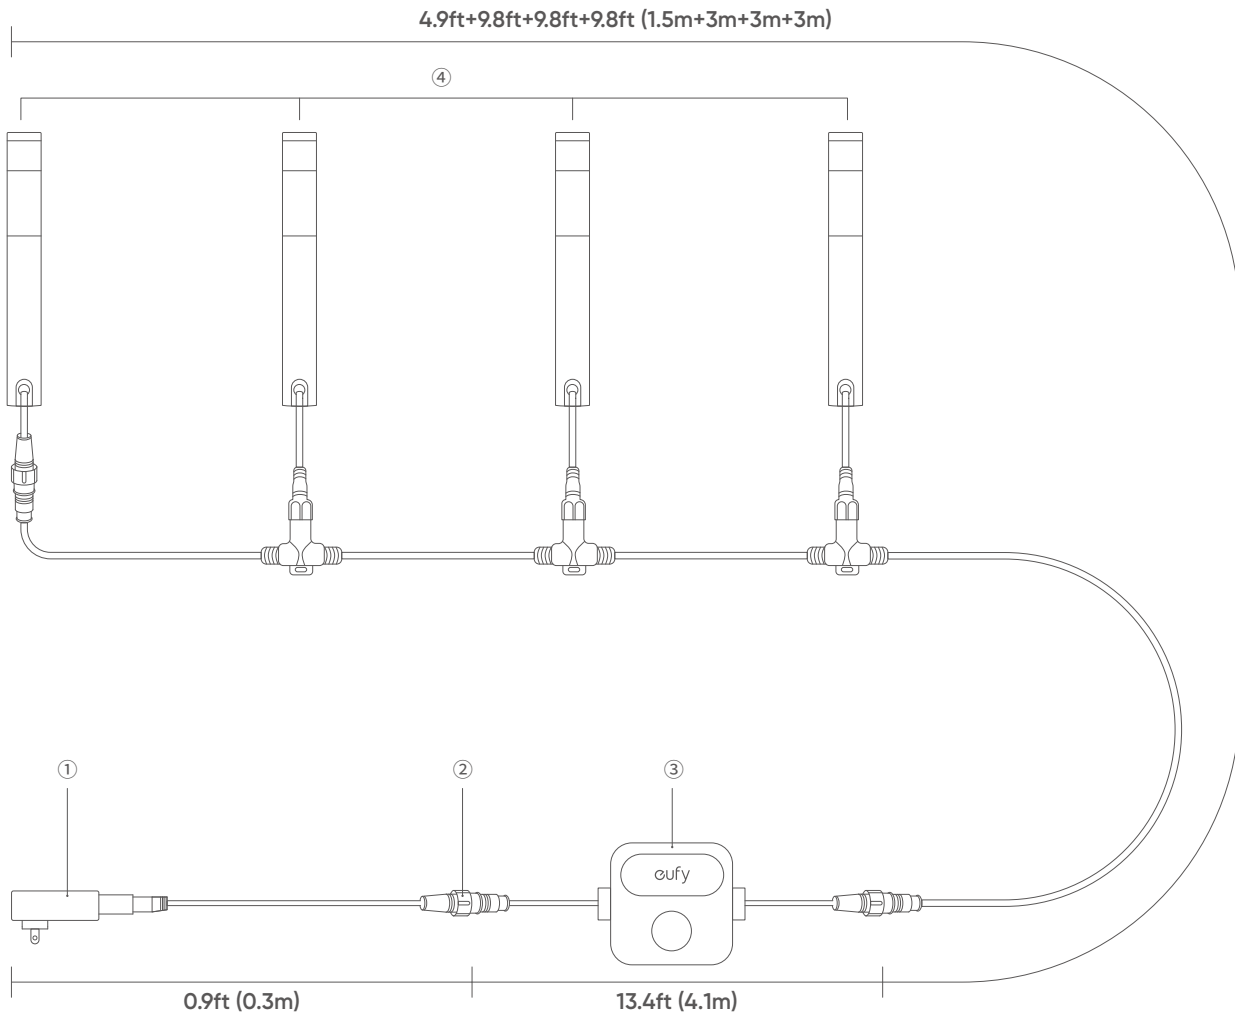 4.9ft+9.8ft+9.8ft+9.8ft (1.5m+3m+3m+3m)
④
① ② ③
eufy
0.9ft (0.3m) 13.4ft (4.1m)